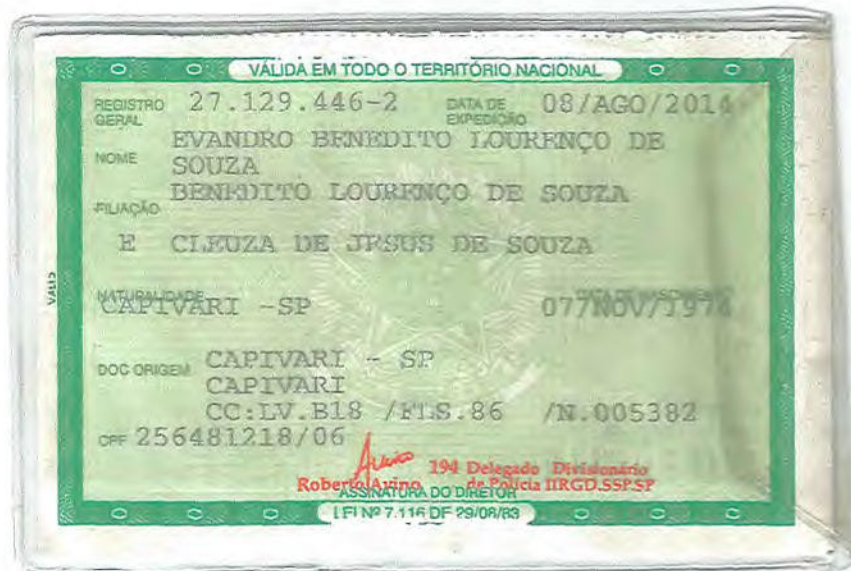 VÁLIDA EM TODO O TERRITÓRIO NACIONAL
REGISTRO GERAL 27.129.446-2 DATA DE EXPEDIÇÃO 08/AGO/2014
NOME EVANDRO BENEDITO LOURENÇO DE
SOUZA
FILIAÇÃO BENEDITO LOURENÇO DE SOUZA
E CLEUZA DE JESUS DE SOUZA
NATURALIDADE DATA DE NASCIMENTO
CAPIVARI -SP 07/NOV/1974
DOC ORIGEM CAPIVARI - SP
CAPIVARI
CC:LV.B18 /FLS.86 /N.005382
CPF 256481218/06
194 Delegado Divisionário
Roberto Avino de Polícia IIRGD.SSP.SP
ASSINATURA DO DIRETOR
LEI Nº 7.116 DE 29/08/83